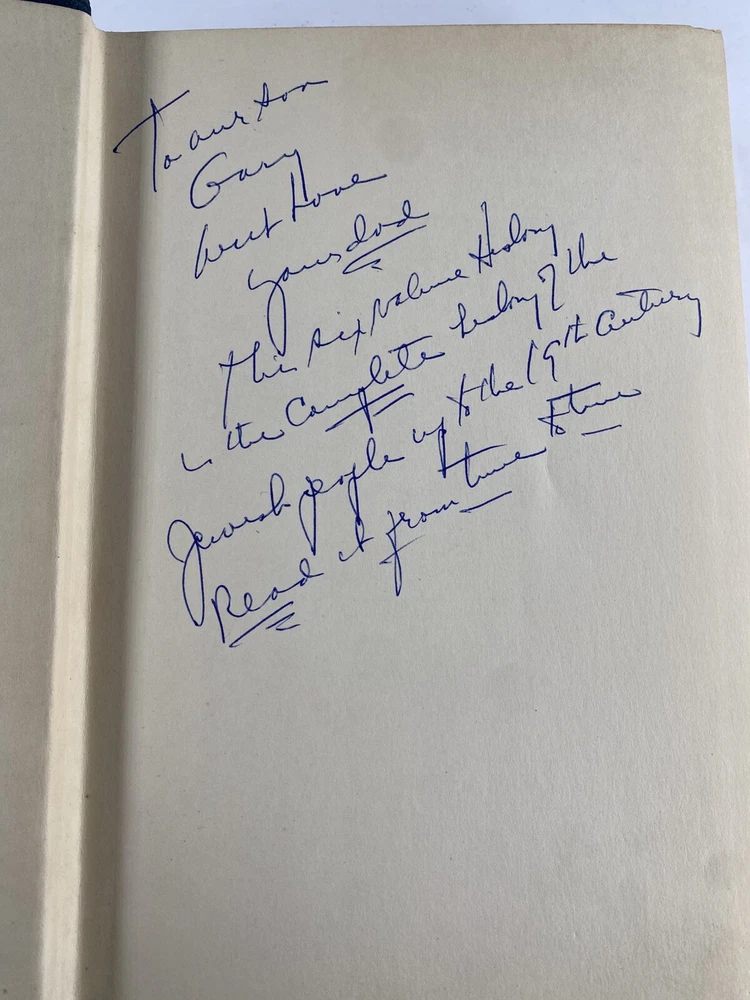 To our son
Gary
with Love
your dad
This six volume History
is the Complete history of the
Jewish people up to the 19th Century
Read it from time to time